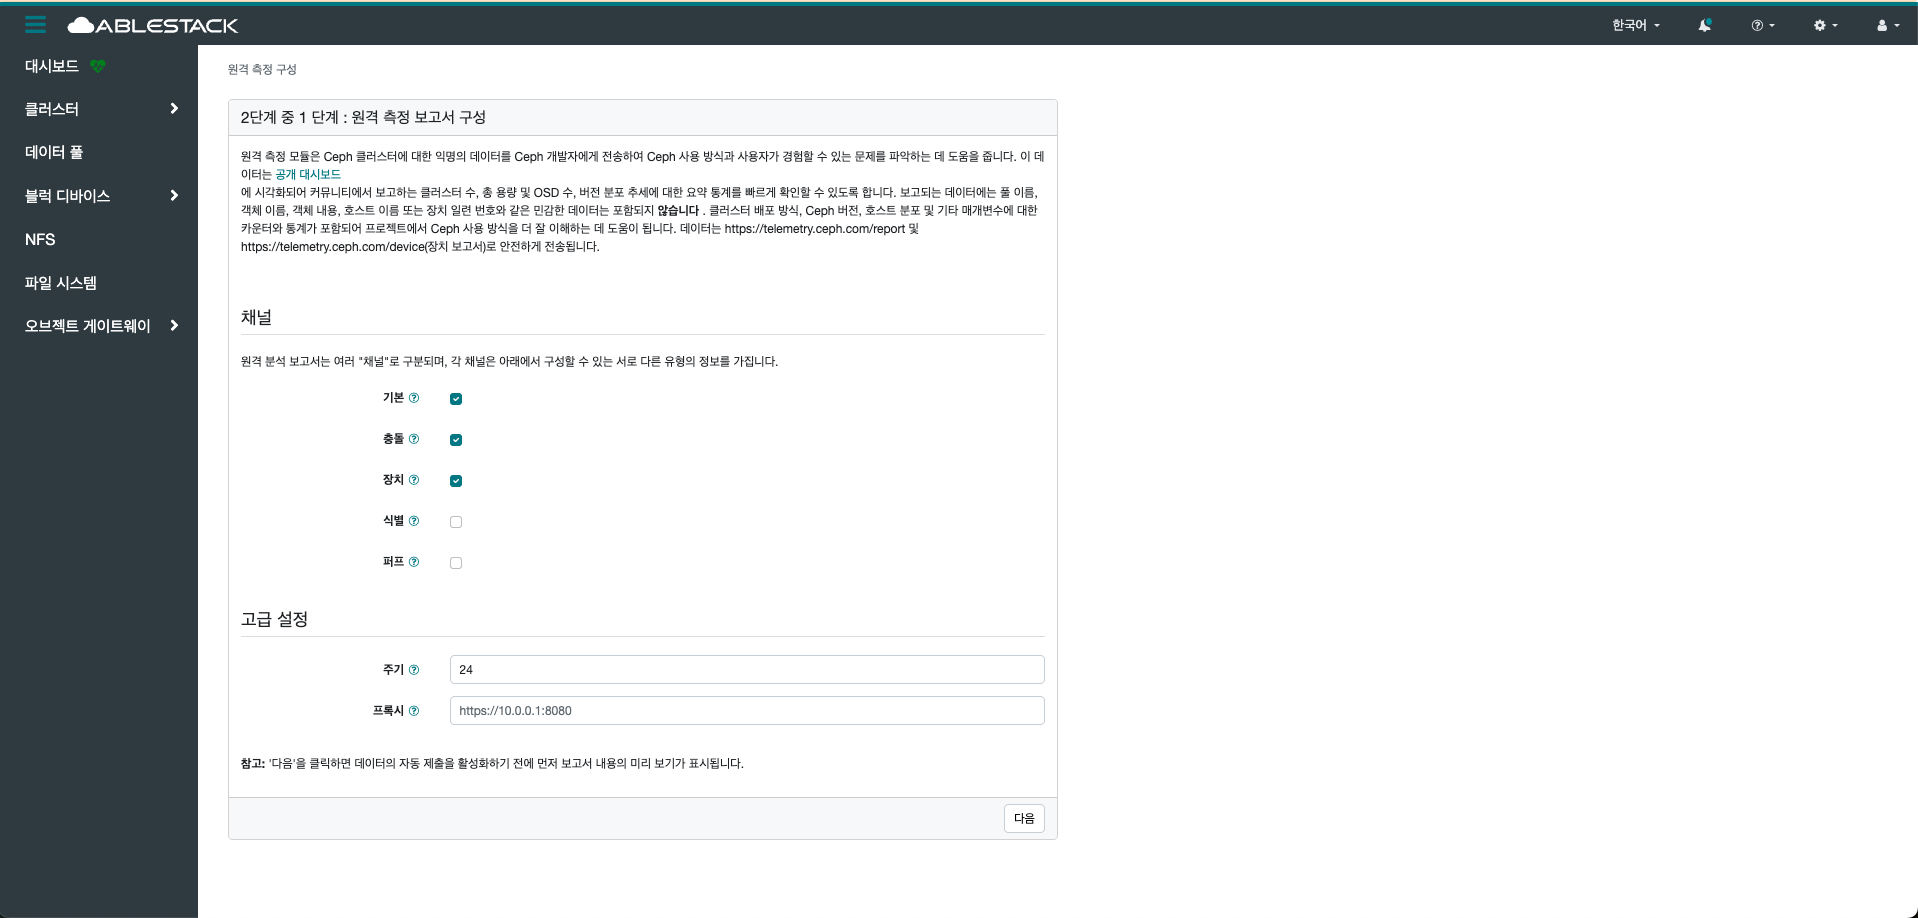 ABLESTACK
한국어
대시보드
클러스터
데이터 풀
블럭 디바이스
NFS
파일 시스템
오브젝트 게이트웨이
원격 측정 구성
2단계 중 1 단계 : 원격 측정 보고서 구성
원격 측정 모듈은 Ceph 클러스터에 대한 익명의 데이터를 Ceph 개발자에게 전송하여 Ceph 사용 방식과 사용자가 경험할 수 있는 문제를 파악하는 데 도움을 줍니다. 이 데
이터는 공개 대시보드
에 시각화되어 커뮤니티에서 보고하는 클러스터 수, 총 용량 및 OSD 수, 버전 분포 추세에 대한 요약 통계를 빠르게 확인할 수 있도록 합니다. 보고되는 데이터에는 풀 이름,
객체 이름, 객체 내용, 호스트 이름 또는 장치 일련 번호와 같은 민감한 데이터는 포함되지 않습니다 . 클러스터 배포 방식, Ceph 버전, 호스트 분포 및 기타 매개변수에 대한
카운터와 통계가 포함되어 프로젝트에서 Ceph 사용 방식을 더 잘 이해하는 데 도움이 됩니다. 데이터는 https://telemetry.ceph.com/report 및
https://telemetry.ceph.com/device(장치 보고서)로 안전하게 전송됩니다.
채널
원격 분석 보고서는 여러 "채널"로 구분되며, 각 채널은 아래에서 구성할 수 있는 서로 다른 유형의 정보를 가집니다.
기본
충돌
장치
식별
퍼프
고급 설정
주기 24
프록시 https://10.0.0.1:8080
참고: '다음'을 클릭하면 데이터의 자동 제출을 활성화하기 전에 먼저 보고서 내용의 미리 보기가 표시됩니다.
다음